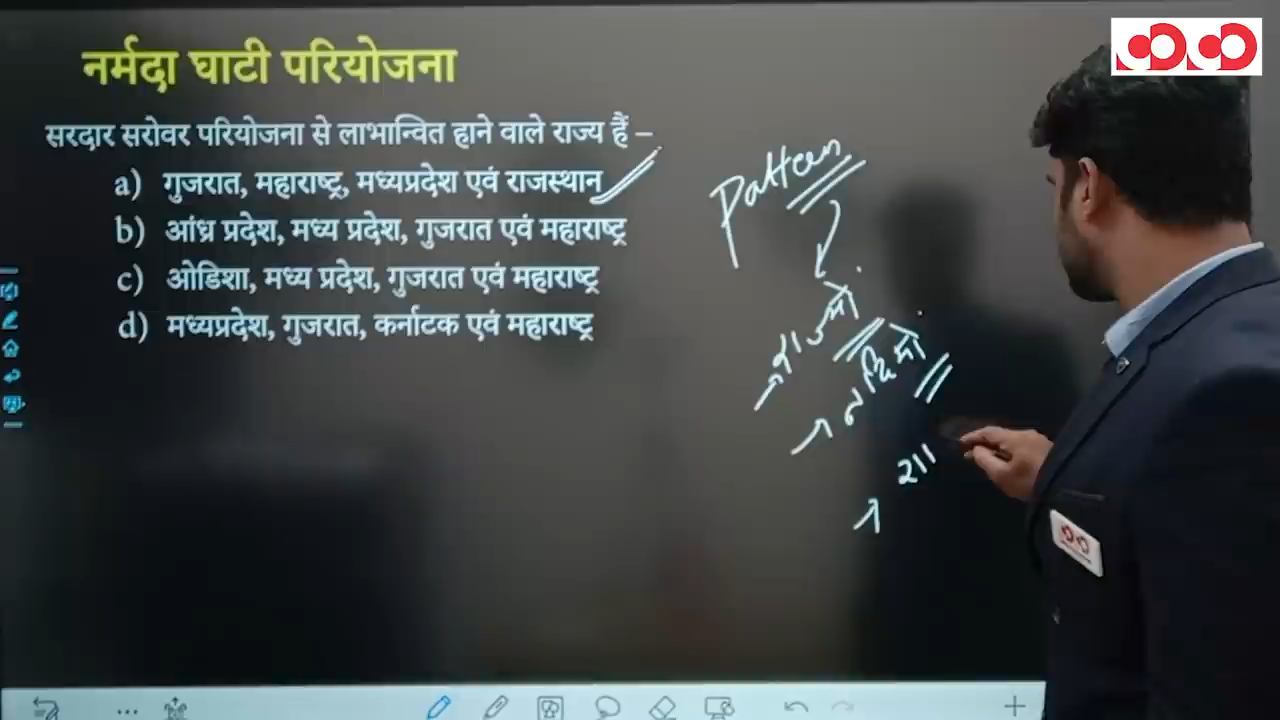 नर्मदा घाटी परियोजना
सरदार सरोवर परियोजना से लाभान्वित हाने वाले राज्य हैं –
a) गुजरात, महाराष्ट्र, मध्यप्रदेश एवं राजस्थान
b) आंध्र प्रदेश, मध्य प्रदेश, गुजरात एवं महाराष्ट्र
c) ओडिशा, मध्य प्रदेश, गुजरात एवं महाराष्ट्र
d) मध्यप्रदेश, गुजरात, कर्नाटक एवं महाराष्ट्र
Pattern